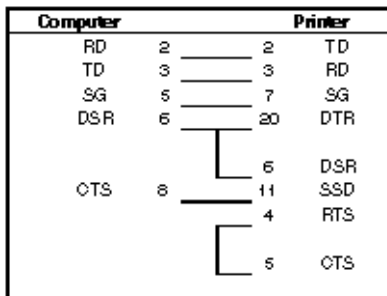 Computer Printer
RD 2 2 TD
TD 3 3 RD
SG 5 7 SG
DSR 6 20 DTR
6 DSR
CTS 8 11 SSD
4 RTS
5 CTS